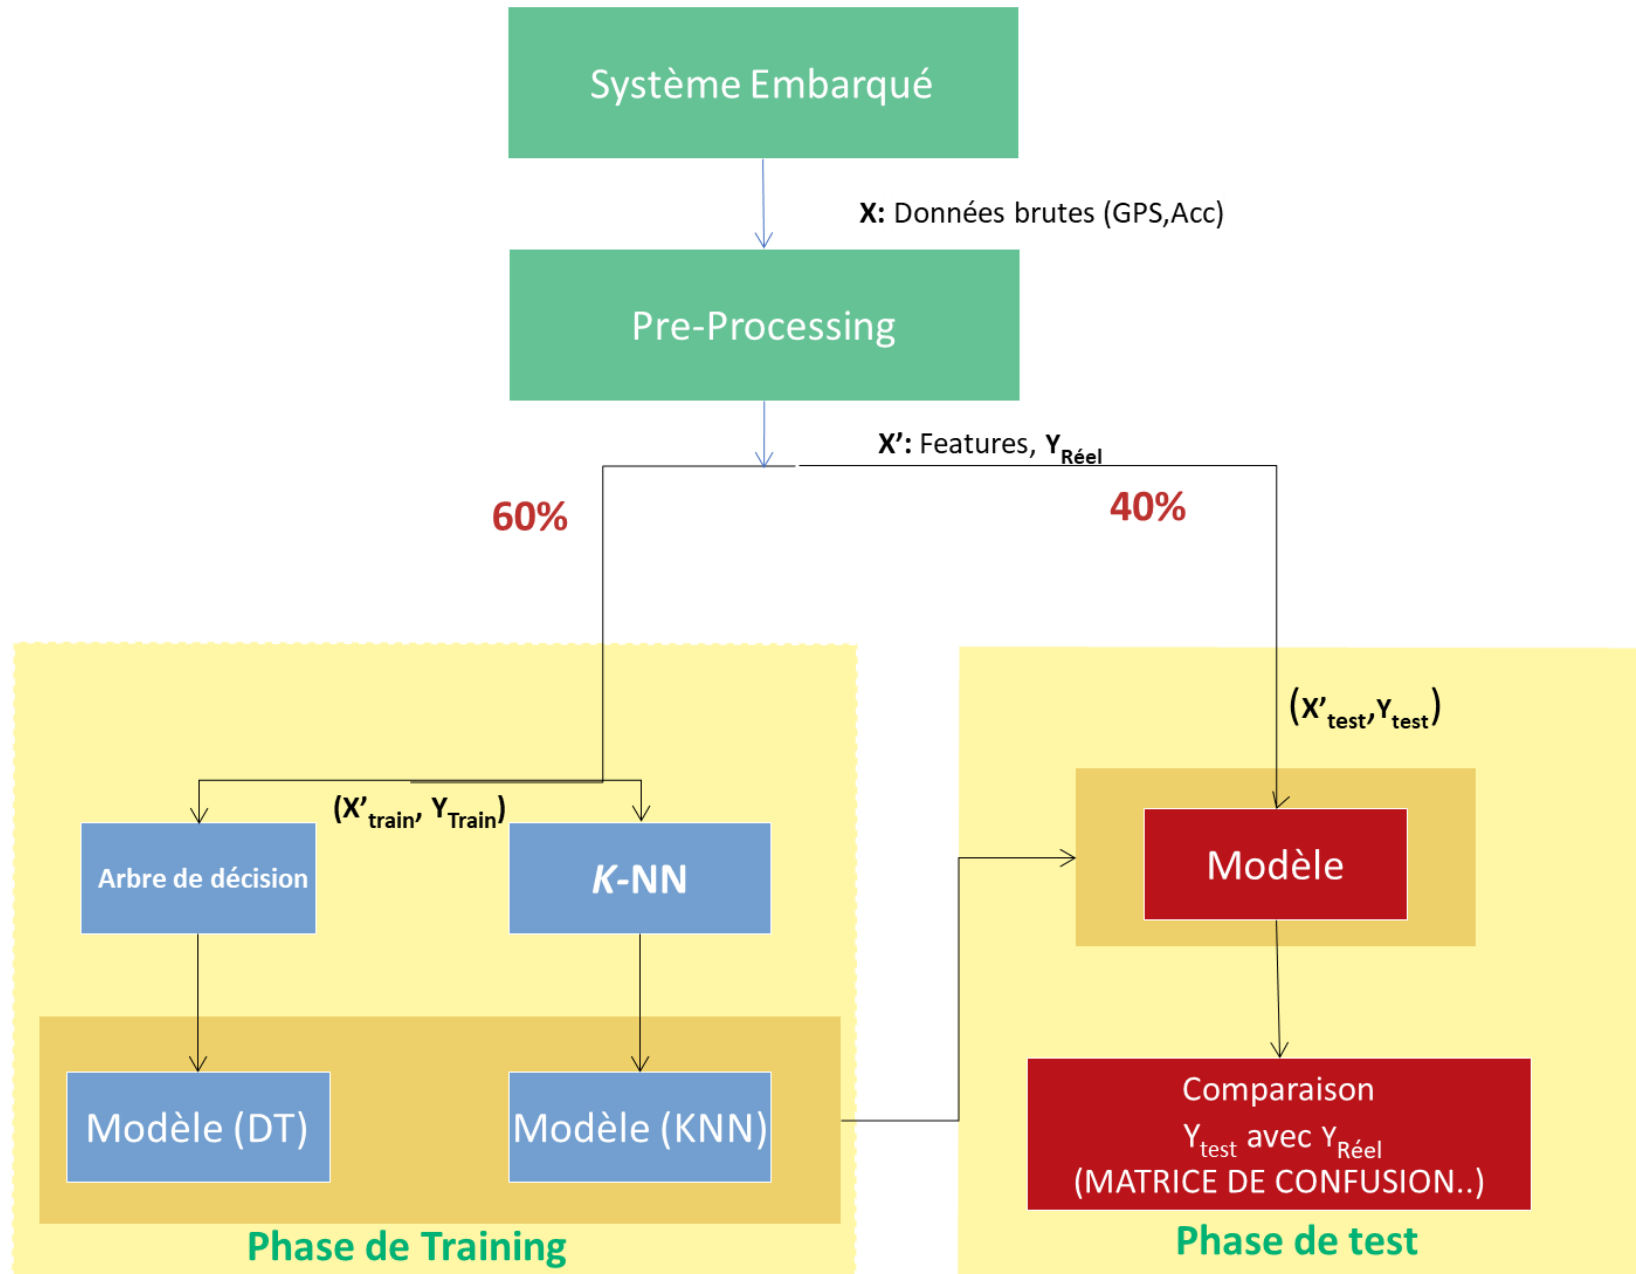 Système Embarqué
X: Données brutes (GPS,Acc)
Pre-Processing
X’: Features, Y Réel
60%
40%
(X’test,Ytest)
(X’train, YTrain)
Arbre de décision
K-NN
Modèle
Modèle (DT)
Modèle (KNN)
Comparaison
Ytest avec YRéel
(MATRICE DE CONFUSION..)
Phase de Training
Phase de test